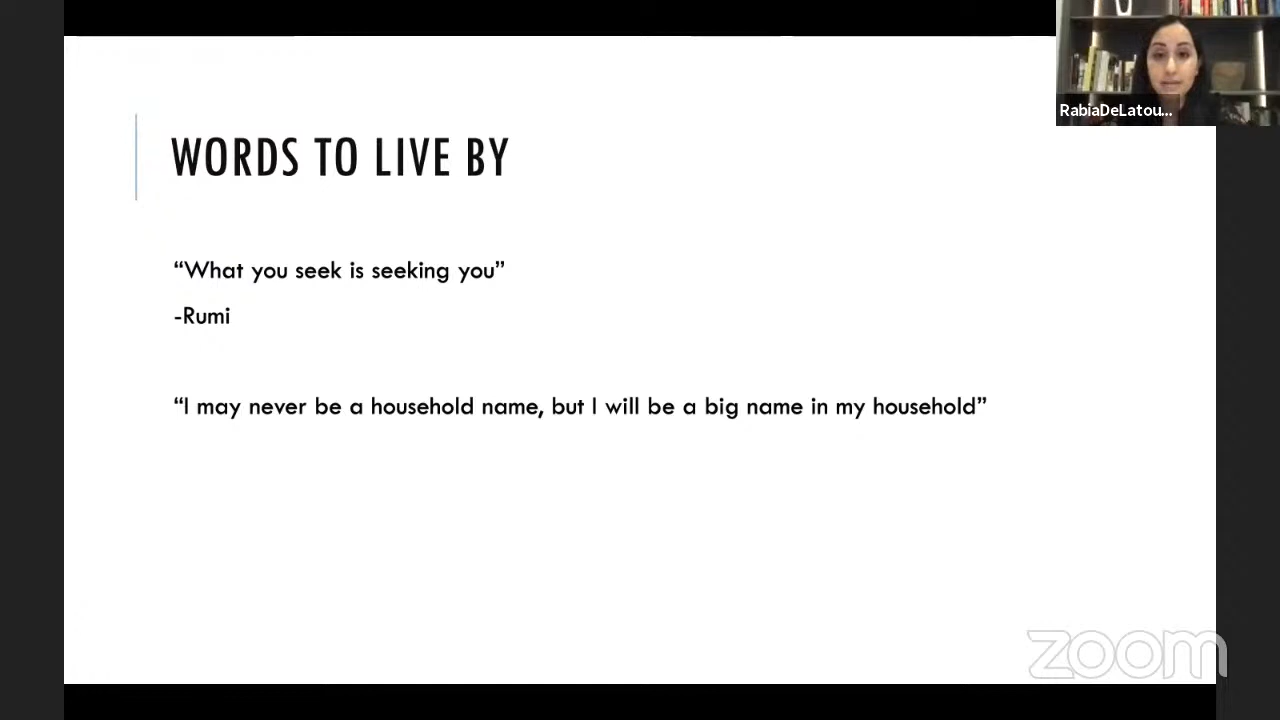 RabiaDeLatou...
WORDS TO LIVE BY
“What you seek is seeking you”
-Rumi
“I may never be a household name, but I will be a big name in my household”
zoom